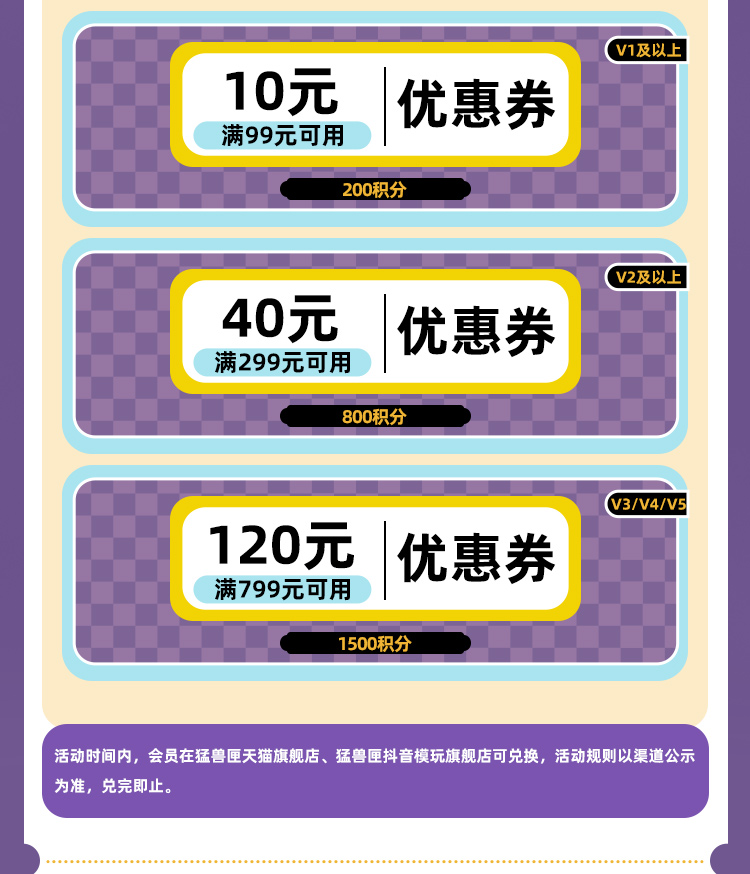 V1及以上
10元
满99元可用
优惠券
200积分
V2及以上
40元
满299元可用
优惠券
800积分
V3/V4/V5
120元
满799元可用
优惠券
1500积分
活动时间内，会员在猛兽匣天猫旗舰店、猛兽匣抖音模玩旗舰店可兑换，活动规则以渠道公示
为准，兑完即止。